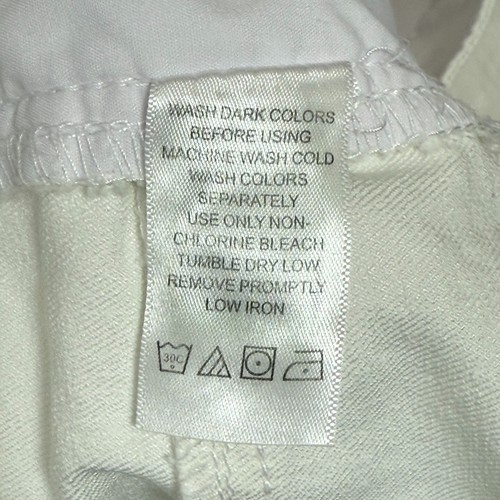 WASH DARK COLORS
BEFORE USING
MACHINE WASH COLD
WASH COLORS
SEPARATELY
USE ONLY NON-
CHLORINE BLEACH
TUMBLE DRY LOW
REMOVE PROMPTLY
LOW IRON
30C